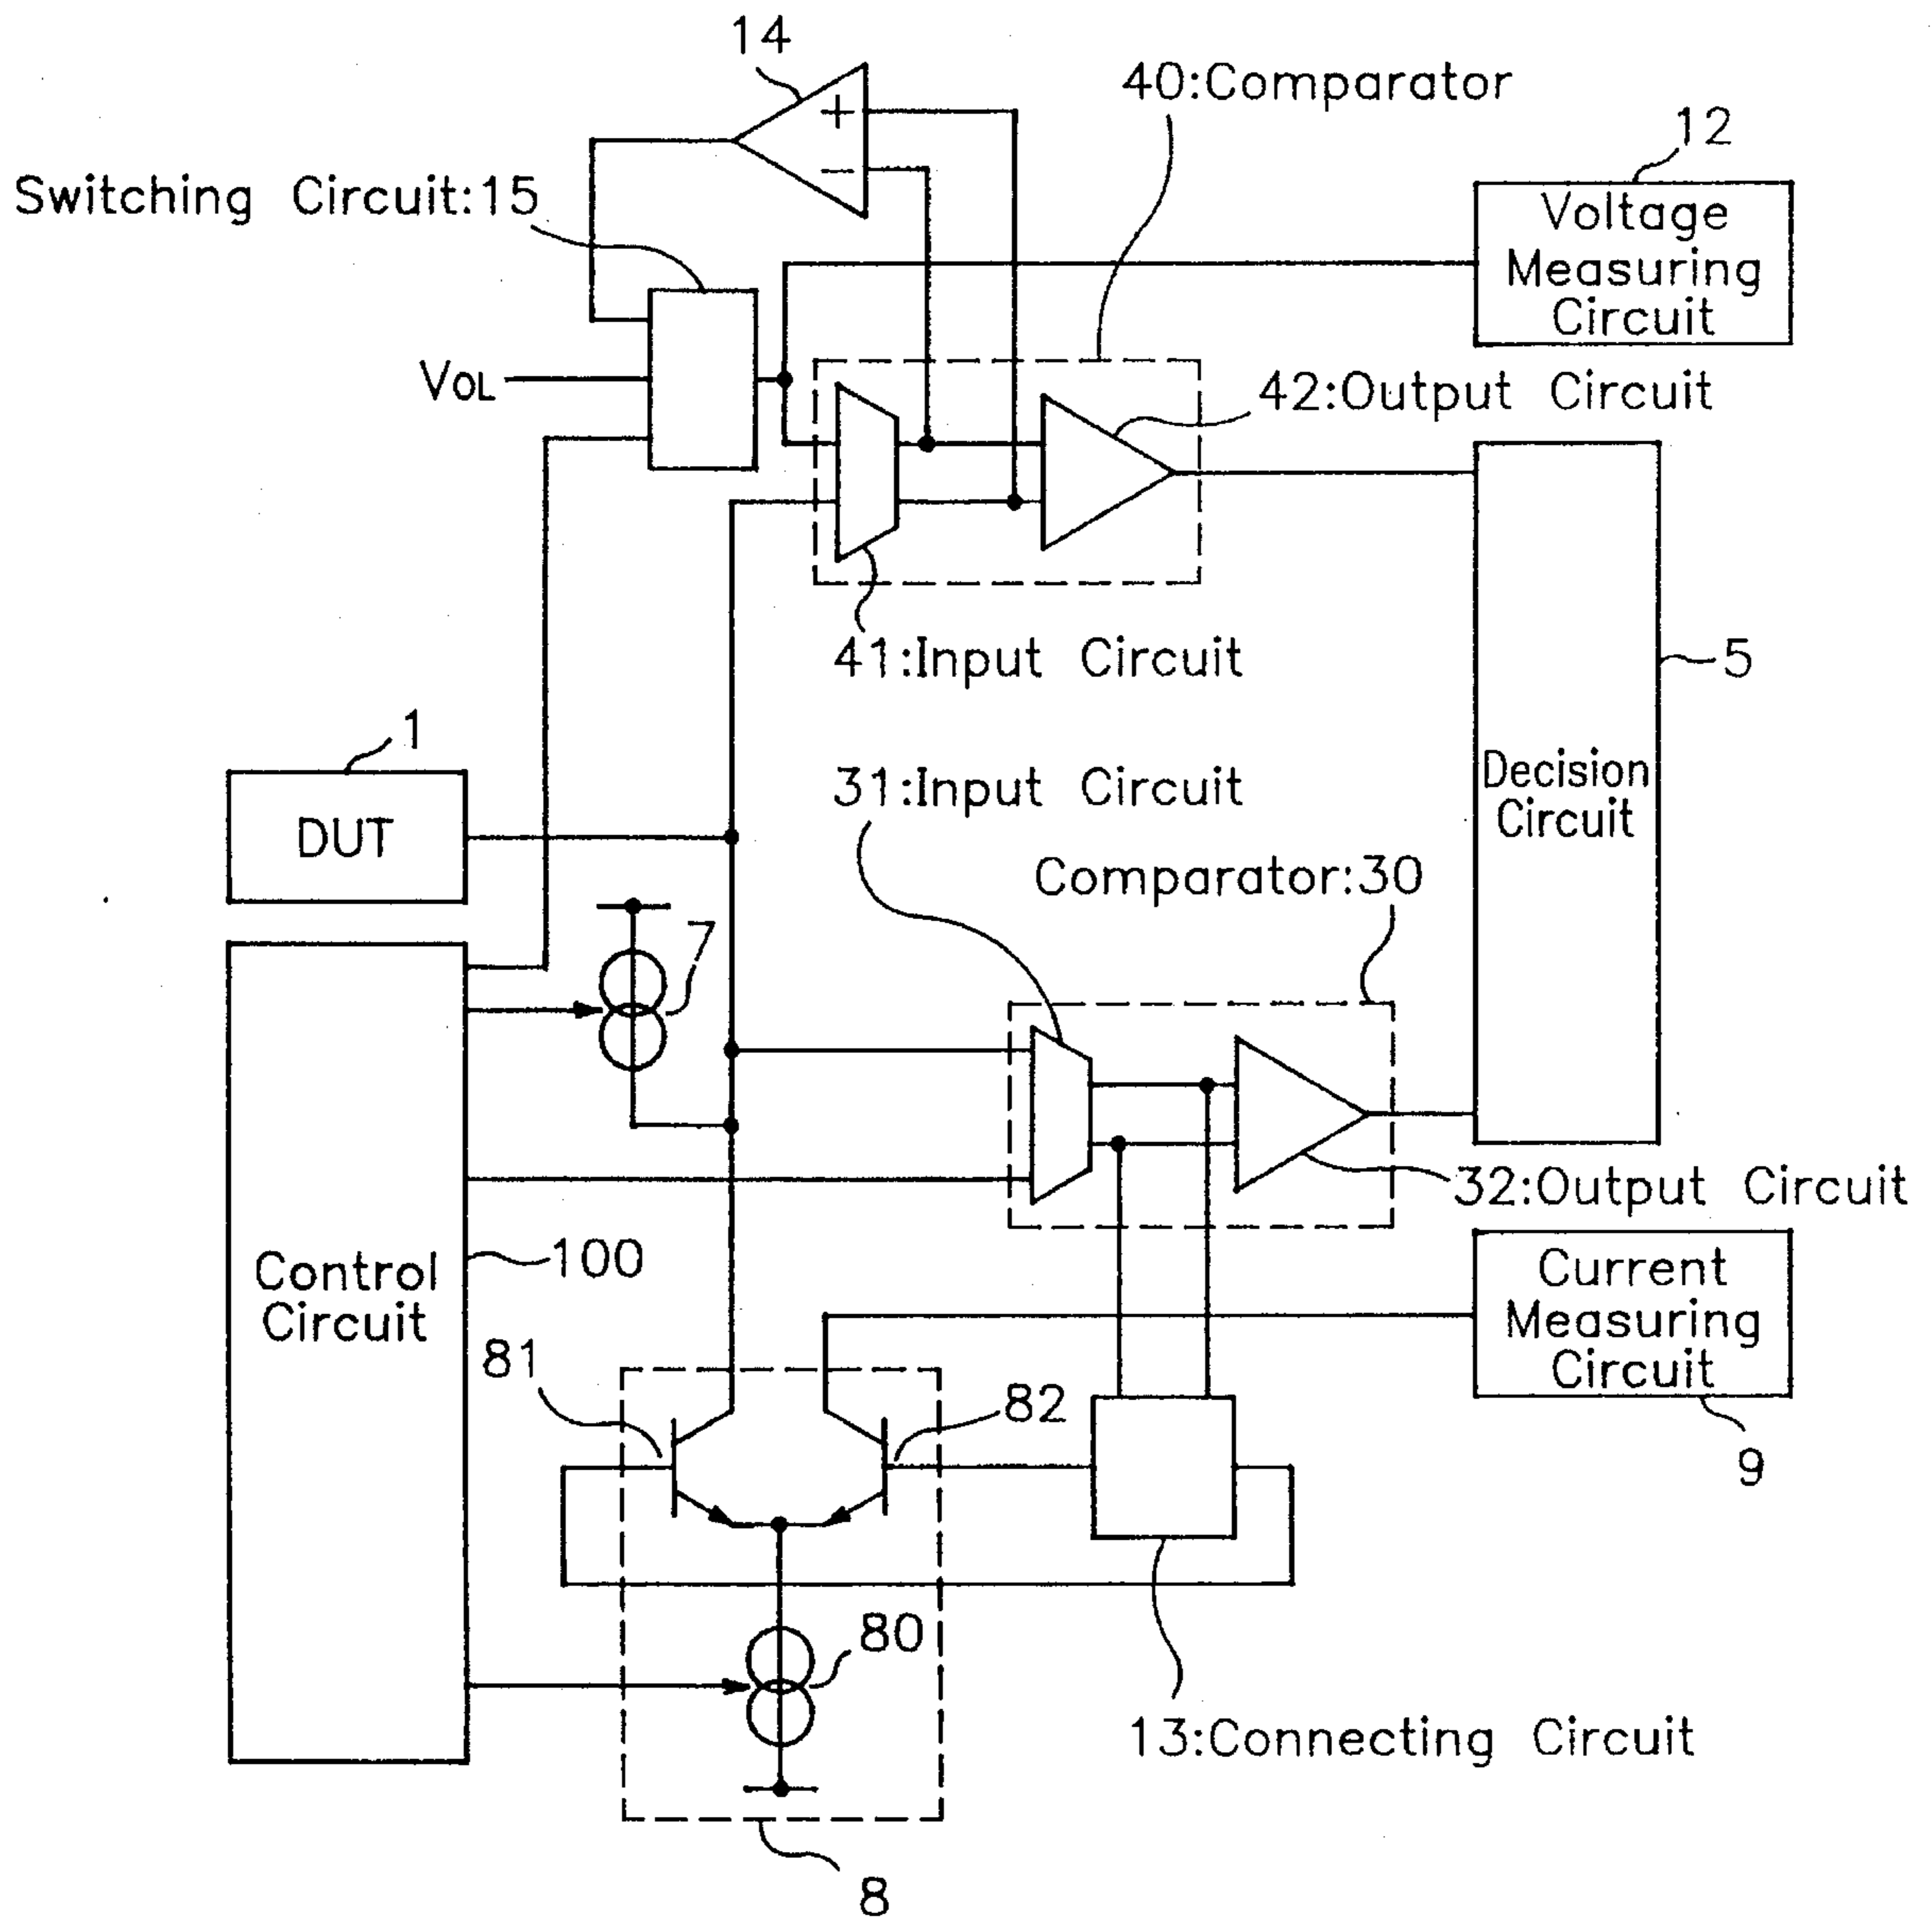 14
40:Comparator
12
Switching Circuit:15
+
−
Voltage
Measuring
Circuit
VOL
42:Output Circuit
41:Input Circuit
5
1
DUT
31:Input Circuit
Decision
Circuit
Comparator:30
7
32:Output Circuit
100
Control
Circuit
Current
Measuring
Circuit
81
82
9
80
13:Connecting Circuit
8